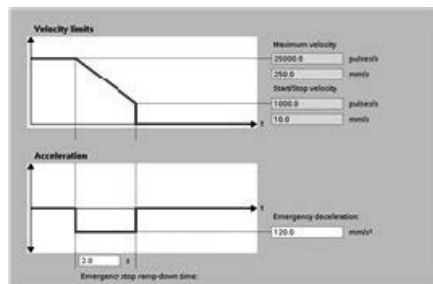 Velocity limits
Maximum velocity
25000.0 pulses/s
250.0 mm/s
Start/Stop velocity
1000.0 pulses/s
10.0 mm/s
t
Acceleration
t
Emergency deceleration:
120.0 mm/s²
2.0 s
Emergency stop ramp-down time: